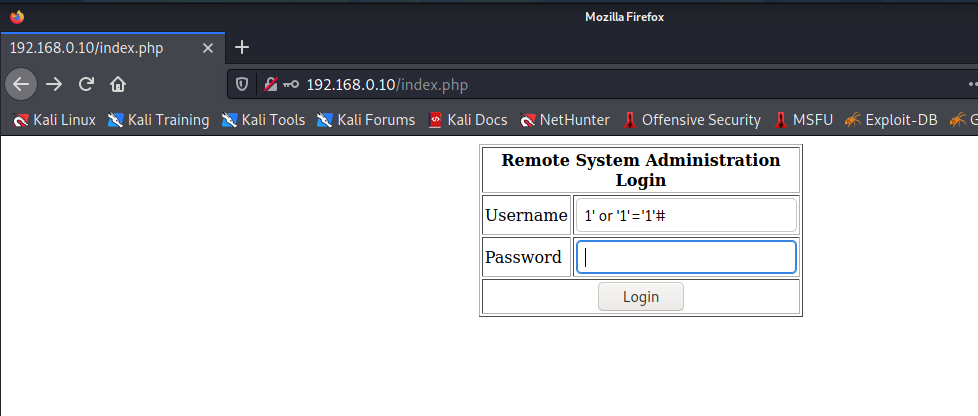 Mozilla Firefox
192.168.0.10/index.php
192.168.0.10/index.php
Kali Linux Kali Training Kali Tools Kali Forums Kali Docs NetHunter Offensive Security MSFU Exploit-DB G
Remote System Administration
Login
Username 1' or '1'='1'#
Password
Login